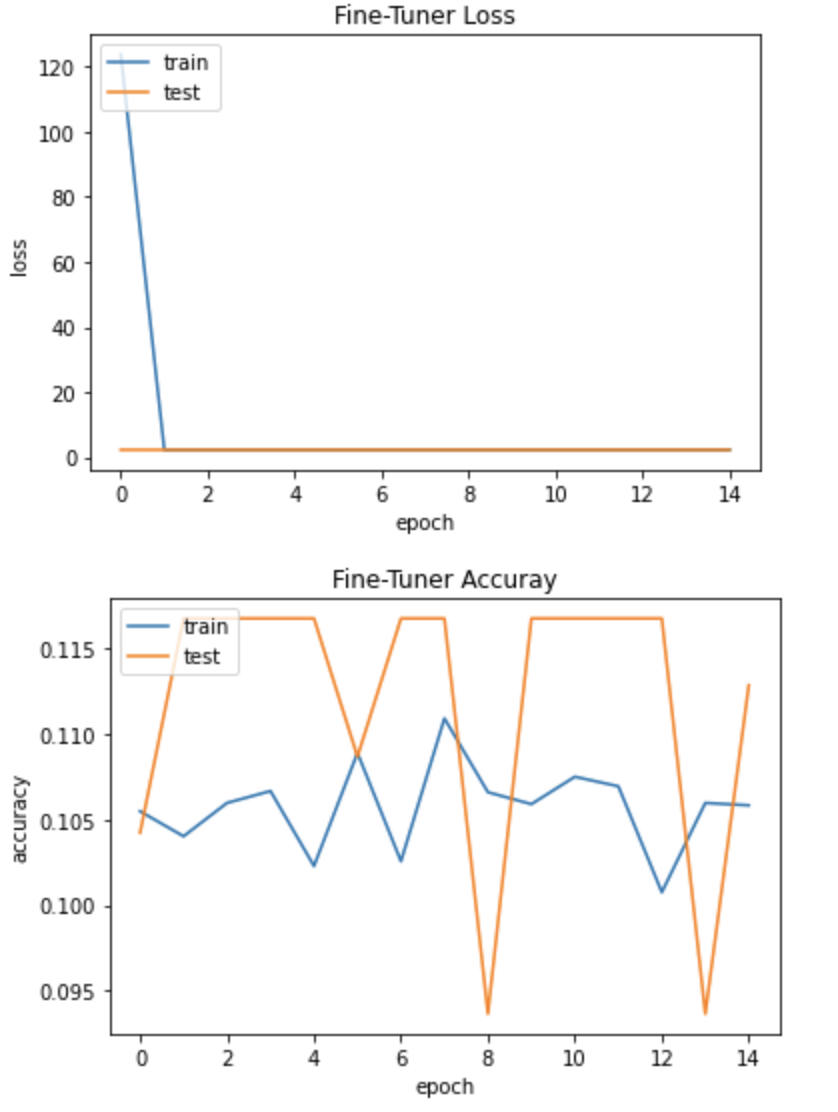 Fine-Tuner Loss
train
test
120
100
80
60
40
20
0
loss
0 2 4 6 8 10 12 14
epoch
Fine-Tuner Accuray
train
test
0.115
0.110
0.105
0.100
0.095
accuracy
0 2 4 6 8 10 12 14
epoch